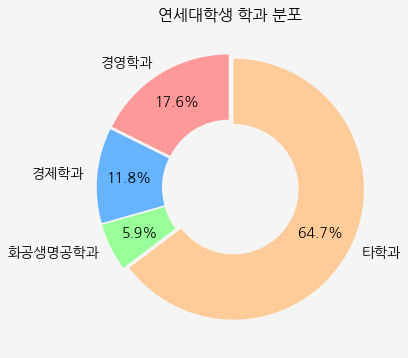 연세대학생 학과 분포
경영학과
17.6%
경제학과
11.8%
5.9%
화공생명공학과
64.7%
타학과